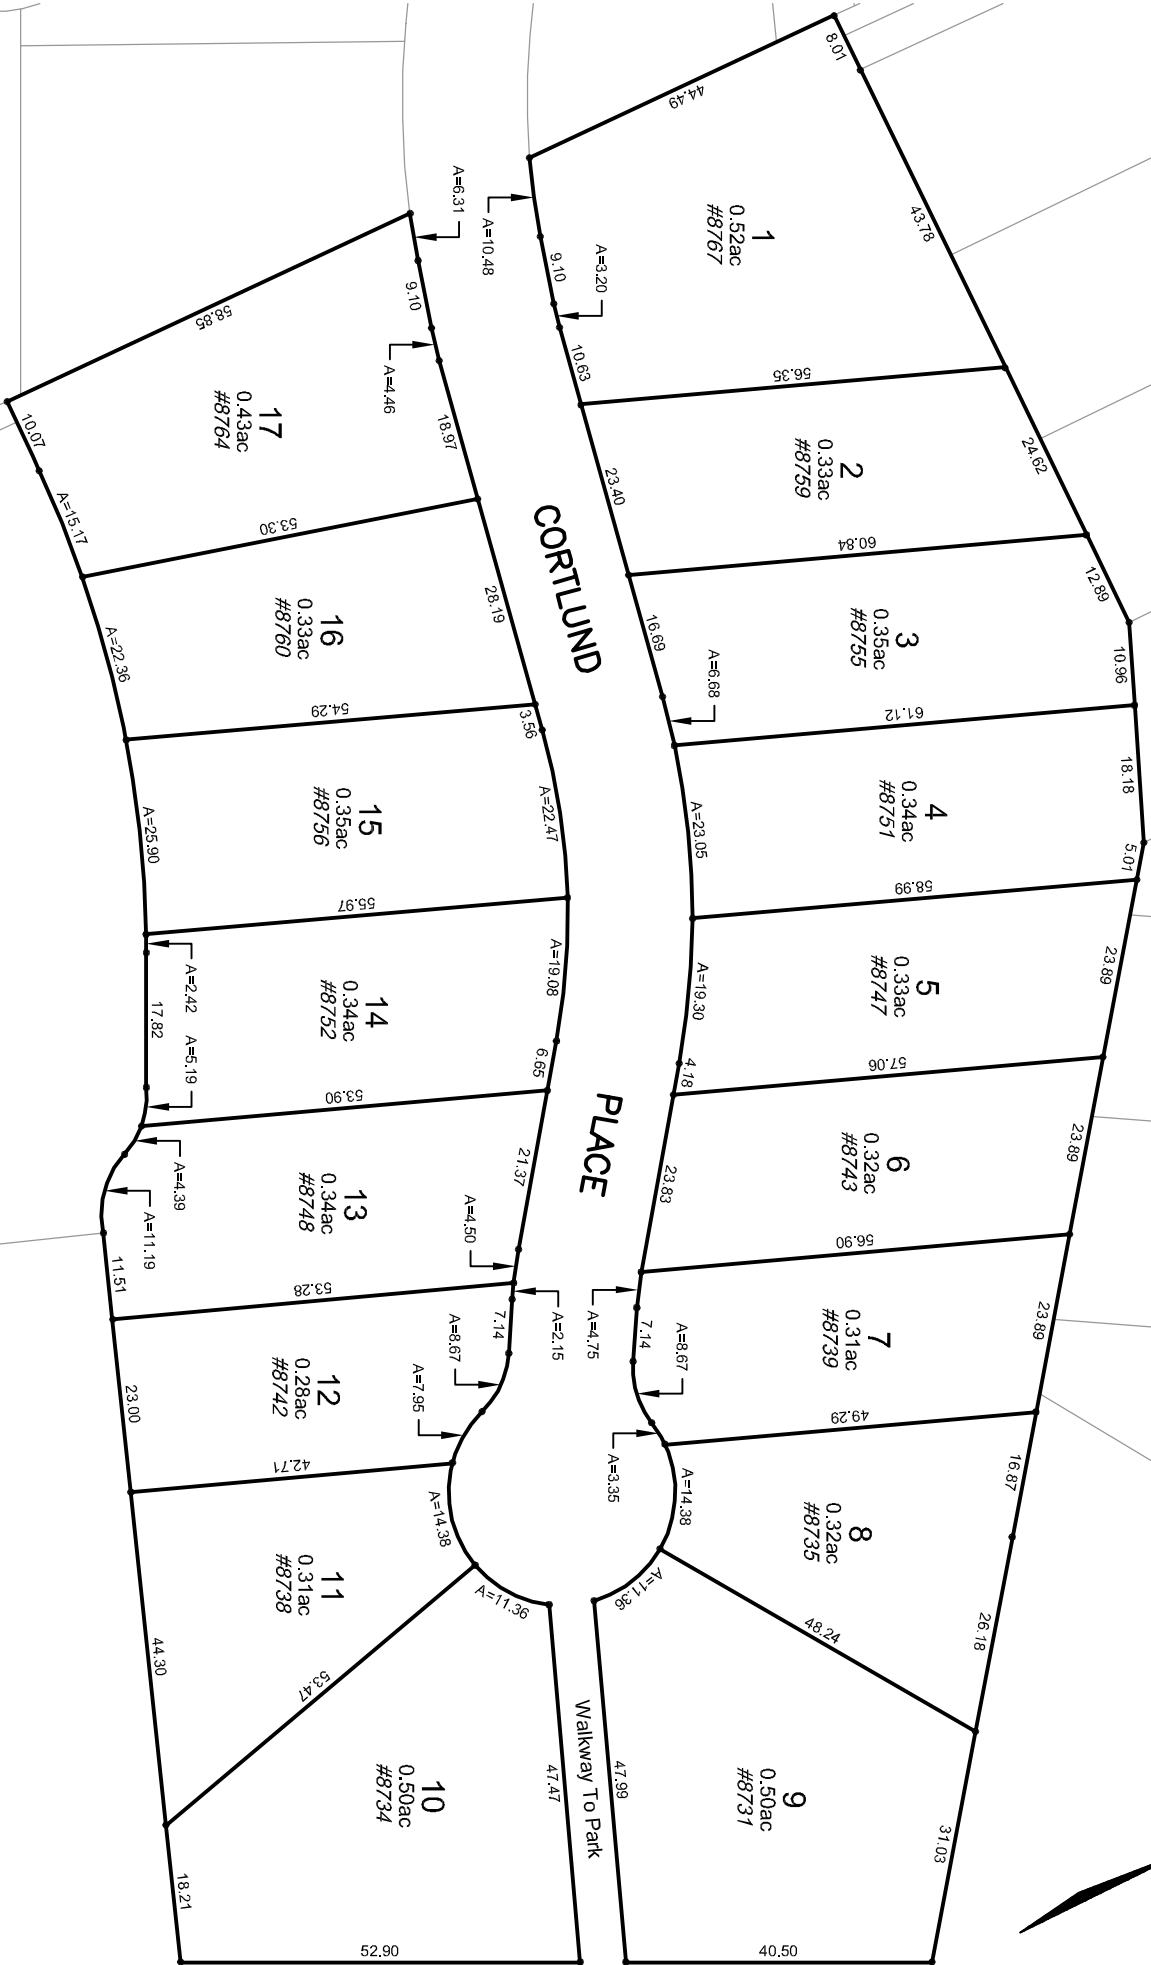 8.01
44.49
43.78
1
0.52ac
#8767
A=6.31
A=10.48
9.10
A=3.20
10.63
56.35
58.85
9.10
A=4.46
18.97
17
0.43ac
#8764
10.07
A=15.17
2
0.33ac
#8759
24.62
23.40
60.84
53.30
CORTLUND
12.89
3
0.35ac
#8755
10.96
16.69
A=6.68
61.12
16
0.33ac
#8760
28.19
A=22.36
54.29
3.56
4
0.34ac
#8751
18.18
5.01
A=23.05
58.99
15
0.35ac
#8756
A=22.47
A=25.90
55.97
5
0.33ac
#8747
23.89
A=19.30
4.18
57.06
14
0.34ac
#8752
A=19.08
6.65
A=2.42
17.82
A=5.19
53.90
PLACE
6
0.32ac
#8743
23.89
23.83
56.90
13
0.34ac
#8748
21.37
A=4.50
A=4.39
A=11.19
11.51
53.28
7
0.31ac
#8739
23.89
A=4.75
7.14
A=8.67
A=3.35
49.29
12
0.28ac
#8742
A=2.15
7.14
A=8.67
A=7.95
23.00
42.71
8
0.32ac
#8735
16.87
26.18
A=14.38
48.24
11
0.31ac
#8738
A=14.38
44.30
53.47
A=11.36
A=11.36
Walkway To Park
9
0.50ac
#8731
47.99
31.03
40.50
10
0.50ac
#8734
47.47
18.21
52.90